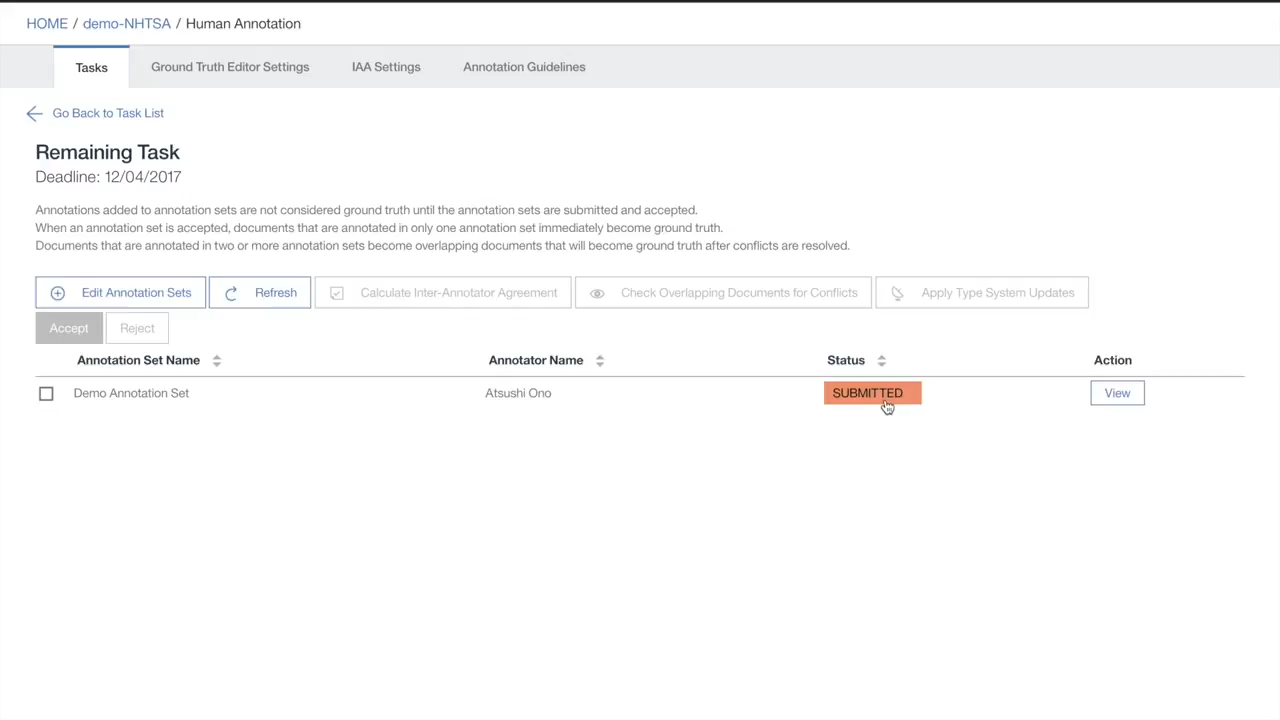 HOME / demo-NHTSA / Human Annotation
Tasks Ground Truth Editor Settings IAA Settings Annotation Guidelines
Go Back to Task List
Remaining Task
Deadline: 12/04/2017
Annotations added to annotation sets are not considered ground truth until the annotation sets are submitted and accepted.
When an annotation set is accepted, documents that are annotated in only one annotation set immediately become ground truth.
Documents that are annotated in two or more annotation sets become overlapping documents that will become ground truth after conflicts are resolved.
Edit Annotation Sets Refresh Calculate Inter-Annotator Agreement Check Overlapping Documents for Conflicts Apply Type System Updates
Accept Reject
Annotation Set Name Annotator Name Status Action
Demo Annotation Set Atsushi Ono SUBMITTED View